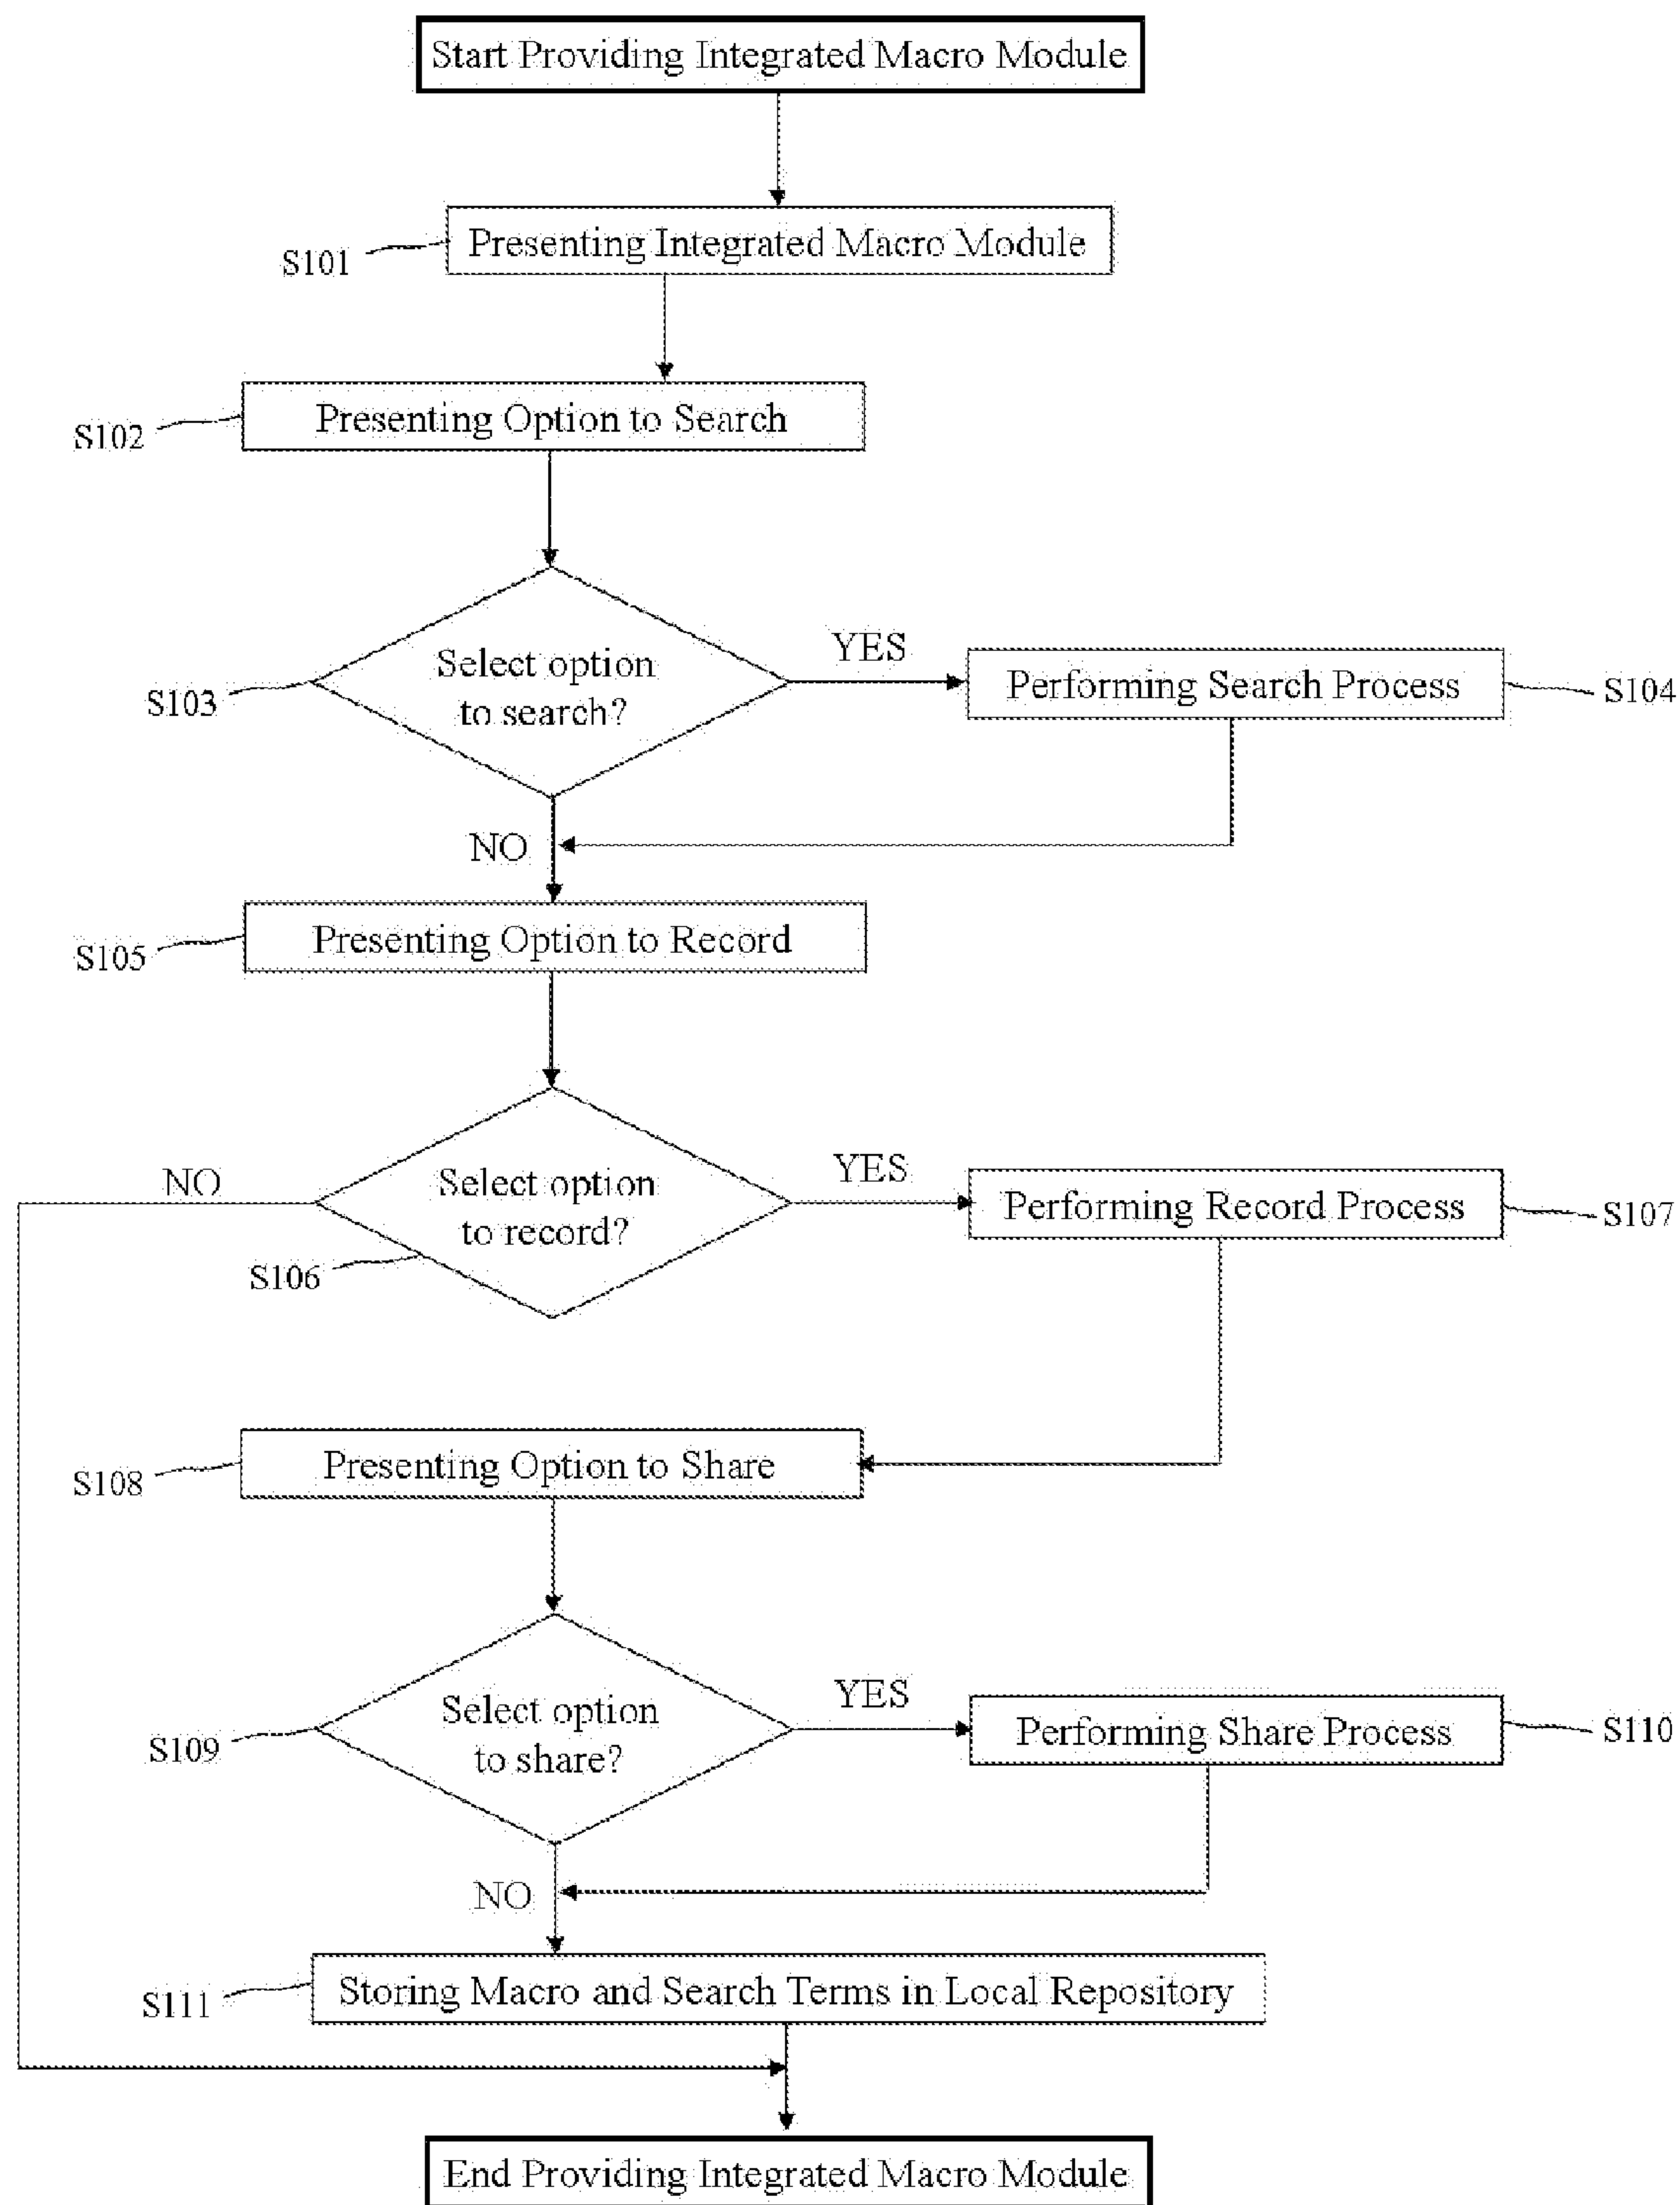 Start Providing Integrated Macro Module
Presenting Integrated Macro Module
S101
Presenting Option to Search
S102
Select option
to search?
S103
YES
Performing Search Process
S104
NO
Presenting Option to Record
S105
NO
Select option
to record?
S106
YES
Performing Record Process
S107
Presenting Option to Share
S108
Select option
to share?
S109
YES
Performing Share Process
S110
NO
Storing Macro and Search Terms in Local Repository
S111
End Providing Integrated Macro Module